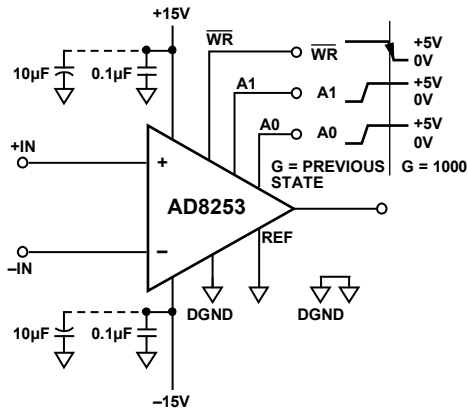 +15V
WR
WR
+5V
0V
10µF
0.1µF
A1
A1
+5V
0V
A0
A0
+5V
0V
+IN
+
G = PREVIOUS STATE
G = 1000
AD8253
REF
–
–IN
DGND
DGND
10µF
0.1µF
–15V